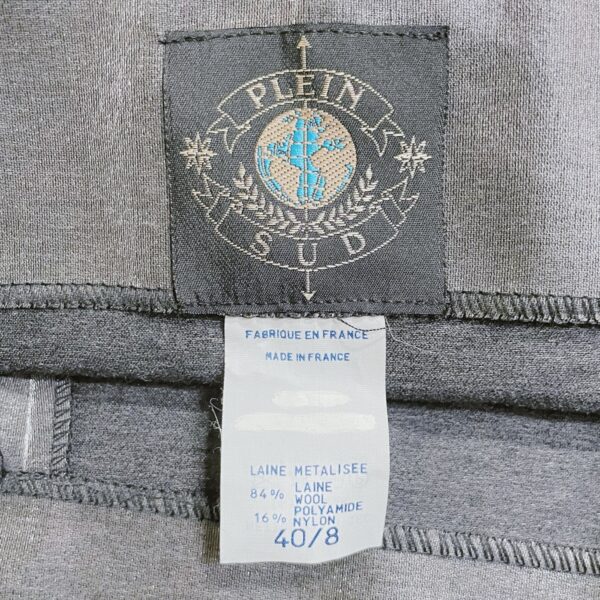 PLEIN
SUD
FABRIQUE EN FRANCE
MADE IN FRANCE
LAINE METALISEE
84% LAINE
WOOL
POLYAMIDE
16% NYLON
40/8